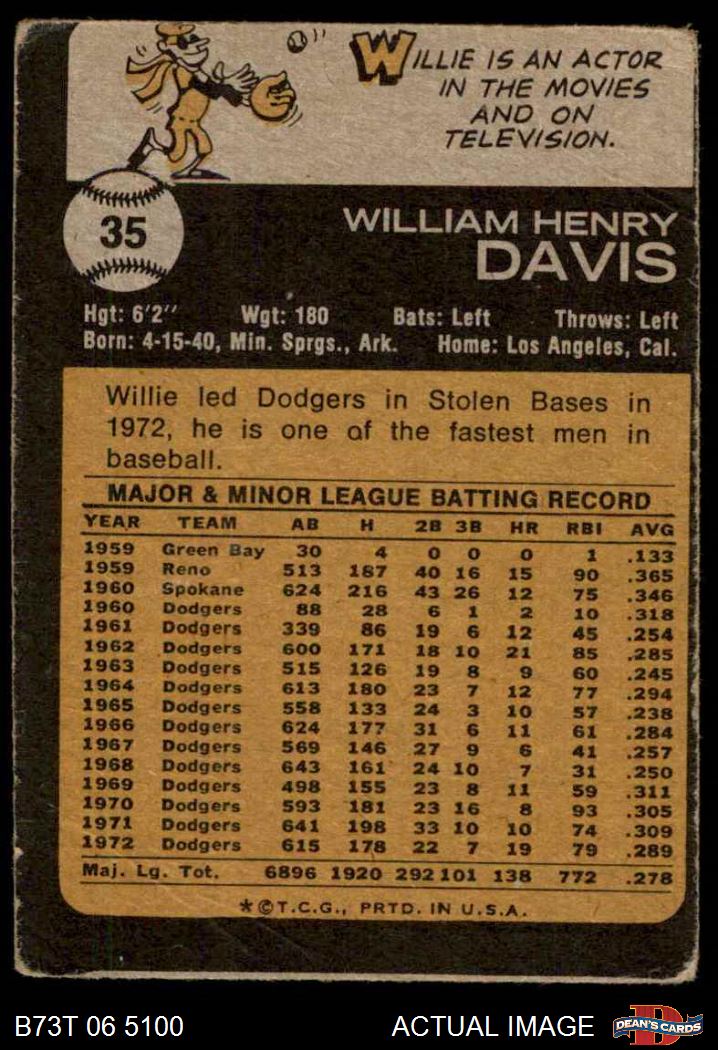 WILLIE IS AN ACTOR
IN THE MOVIES
AND ON
TELEVISION.
35
WILLIAM HENRY
DAVIS
Hgt: 6'2" Wgt: 180 Bats: Left Throws: Left
Born: 4-15-40, Min. Sprgs., Ark. Home: Los Angeles, Cal.
Willie led Dodgers in Stolen Bases in
1972, he is one of the fastest men in
baseball.
MAJOR & MINOR LEAGUE BATTING RECORD
YEAR TEAM AB H 2B 3B HR RBI AVG
1959 Green Bay 30 4 0 0 0 1 .133
1959 Reno 513 187 40 16 15 90 .365
1960 Spokane 624 216 43 26 12 75 .346
1960 Dodgers 88 28 6 1 2 10 .318
1961 Dodgers 339 86 19 6 12 45 .254
1962 Dodgers 600 171 18 10 21 85 .285
1963 Dodgers 515 126 19 8 9 60 .245
1964 Dodgers 613 180 23 7 12 77 .294
1965 Dodgers 558 133 24 3 10 57 .238
1966 Dodgers 624 177 31 6 11 61 .284
1967 Dodgers 569 146 27 9 6 41 .257
1968 Dodgers 643 161 24 10 7 31 .250
1969 Dodgers 498 155 23 8 11 59 .311
1970 Dodgers 593 181 23 16 8 93 .305
1971 Dodgers 641 198 33 10 10 74 .309
1972 Dodgers 615 178 22 7 19 79 .289
Maj. Lg. Tot. 6896 1920 292 101 138 772 .278
*©T.C.G., PRTD. IN U.S.A.
B73T 06 5100 ACTUAL IMAGE D DEAN'S CARDS